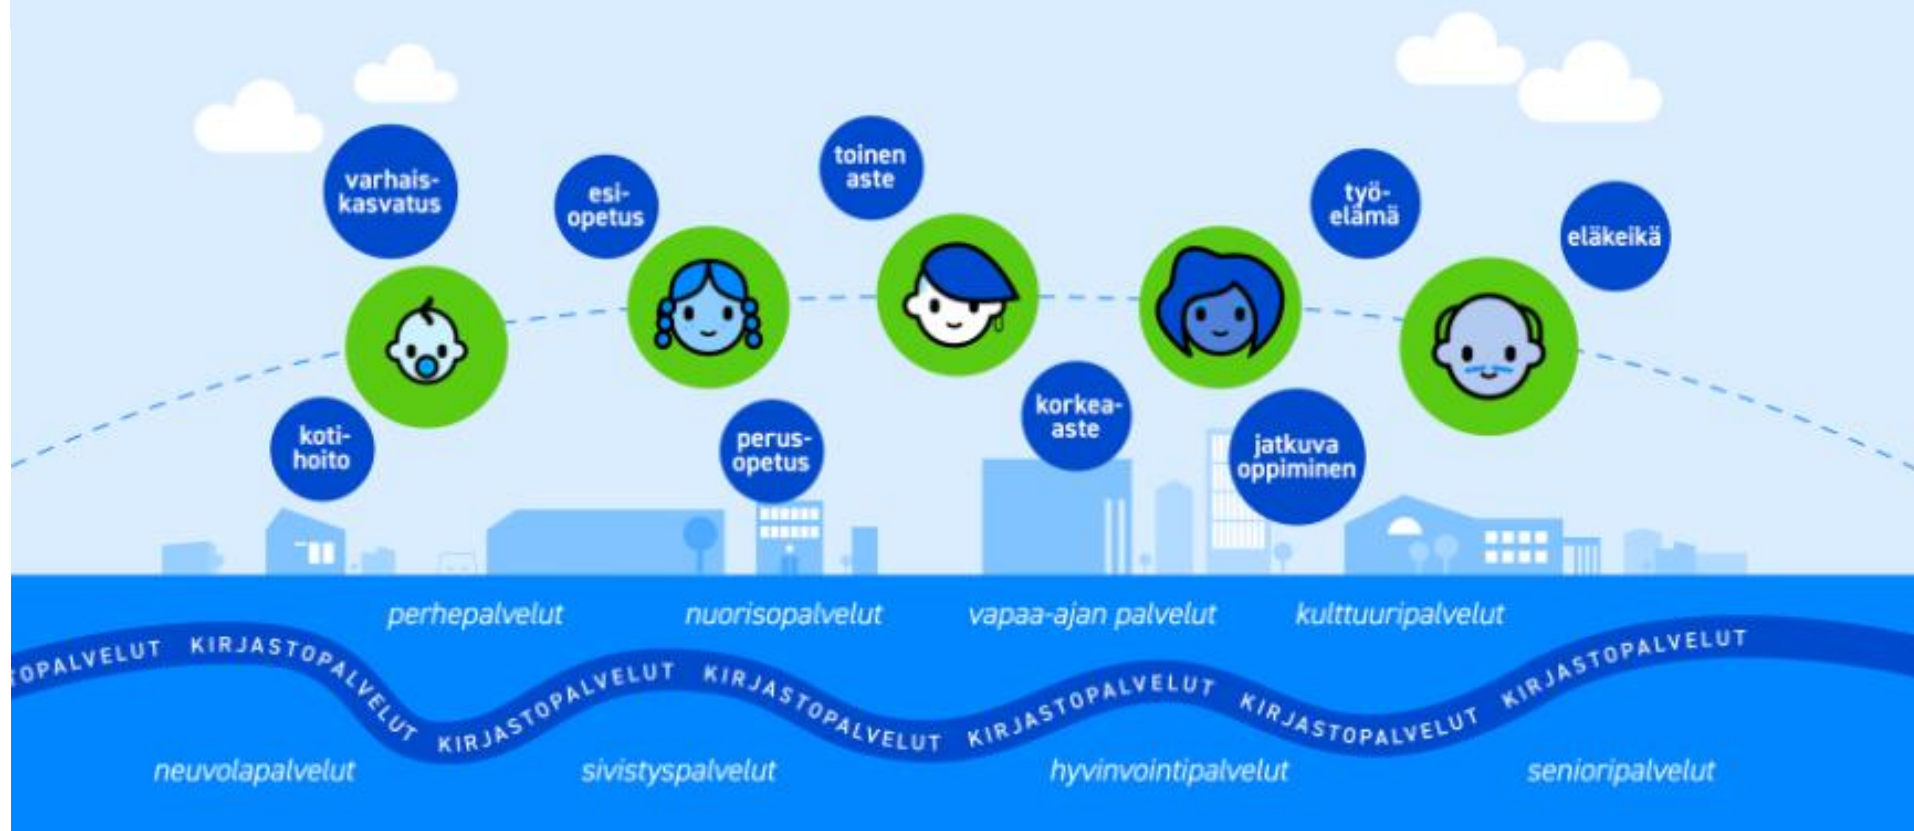 varhais-
kasvatus
esi-
opetus
toinen
aste
työ-
elämä
eläkeikä
koti-
hoito
perus-
opetus
korkea-
aste
jatkuva
oppiminen
perhepalvelut
nuorisopalvelut
vapaa-ajan palvelut
kulttuuripalvelut
TOPALVELUT KIRJASTOPALVELUT KIRJASTOPALVELUT KIRJASTOPALVELUT KIRJASTOPALVELUT KIRJASTOPALVELUT KIRJASTOPALVELUT
neuvolapalvelut
sivistyspalvelut
hyvinvointipalvelut
senioripalvelut